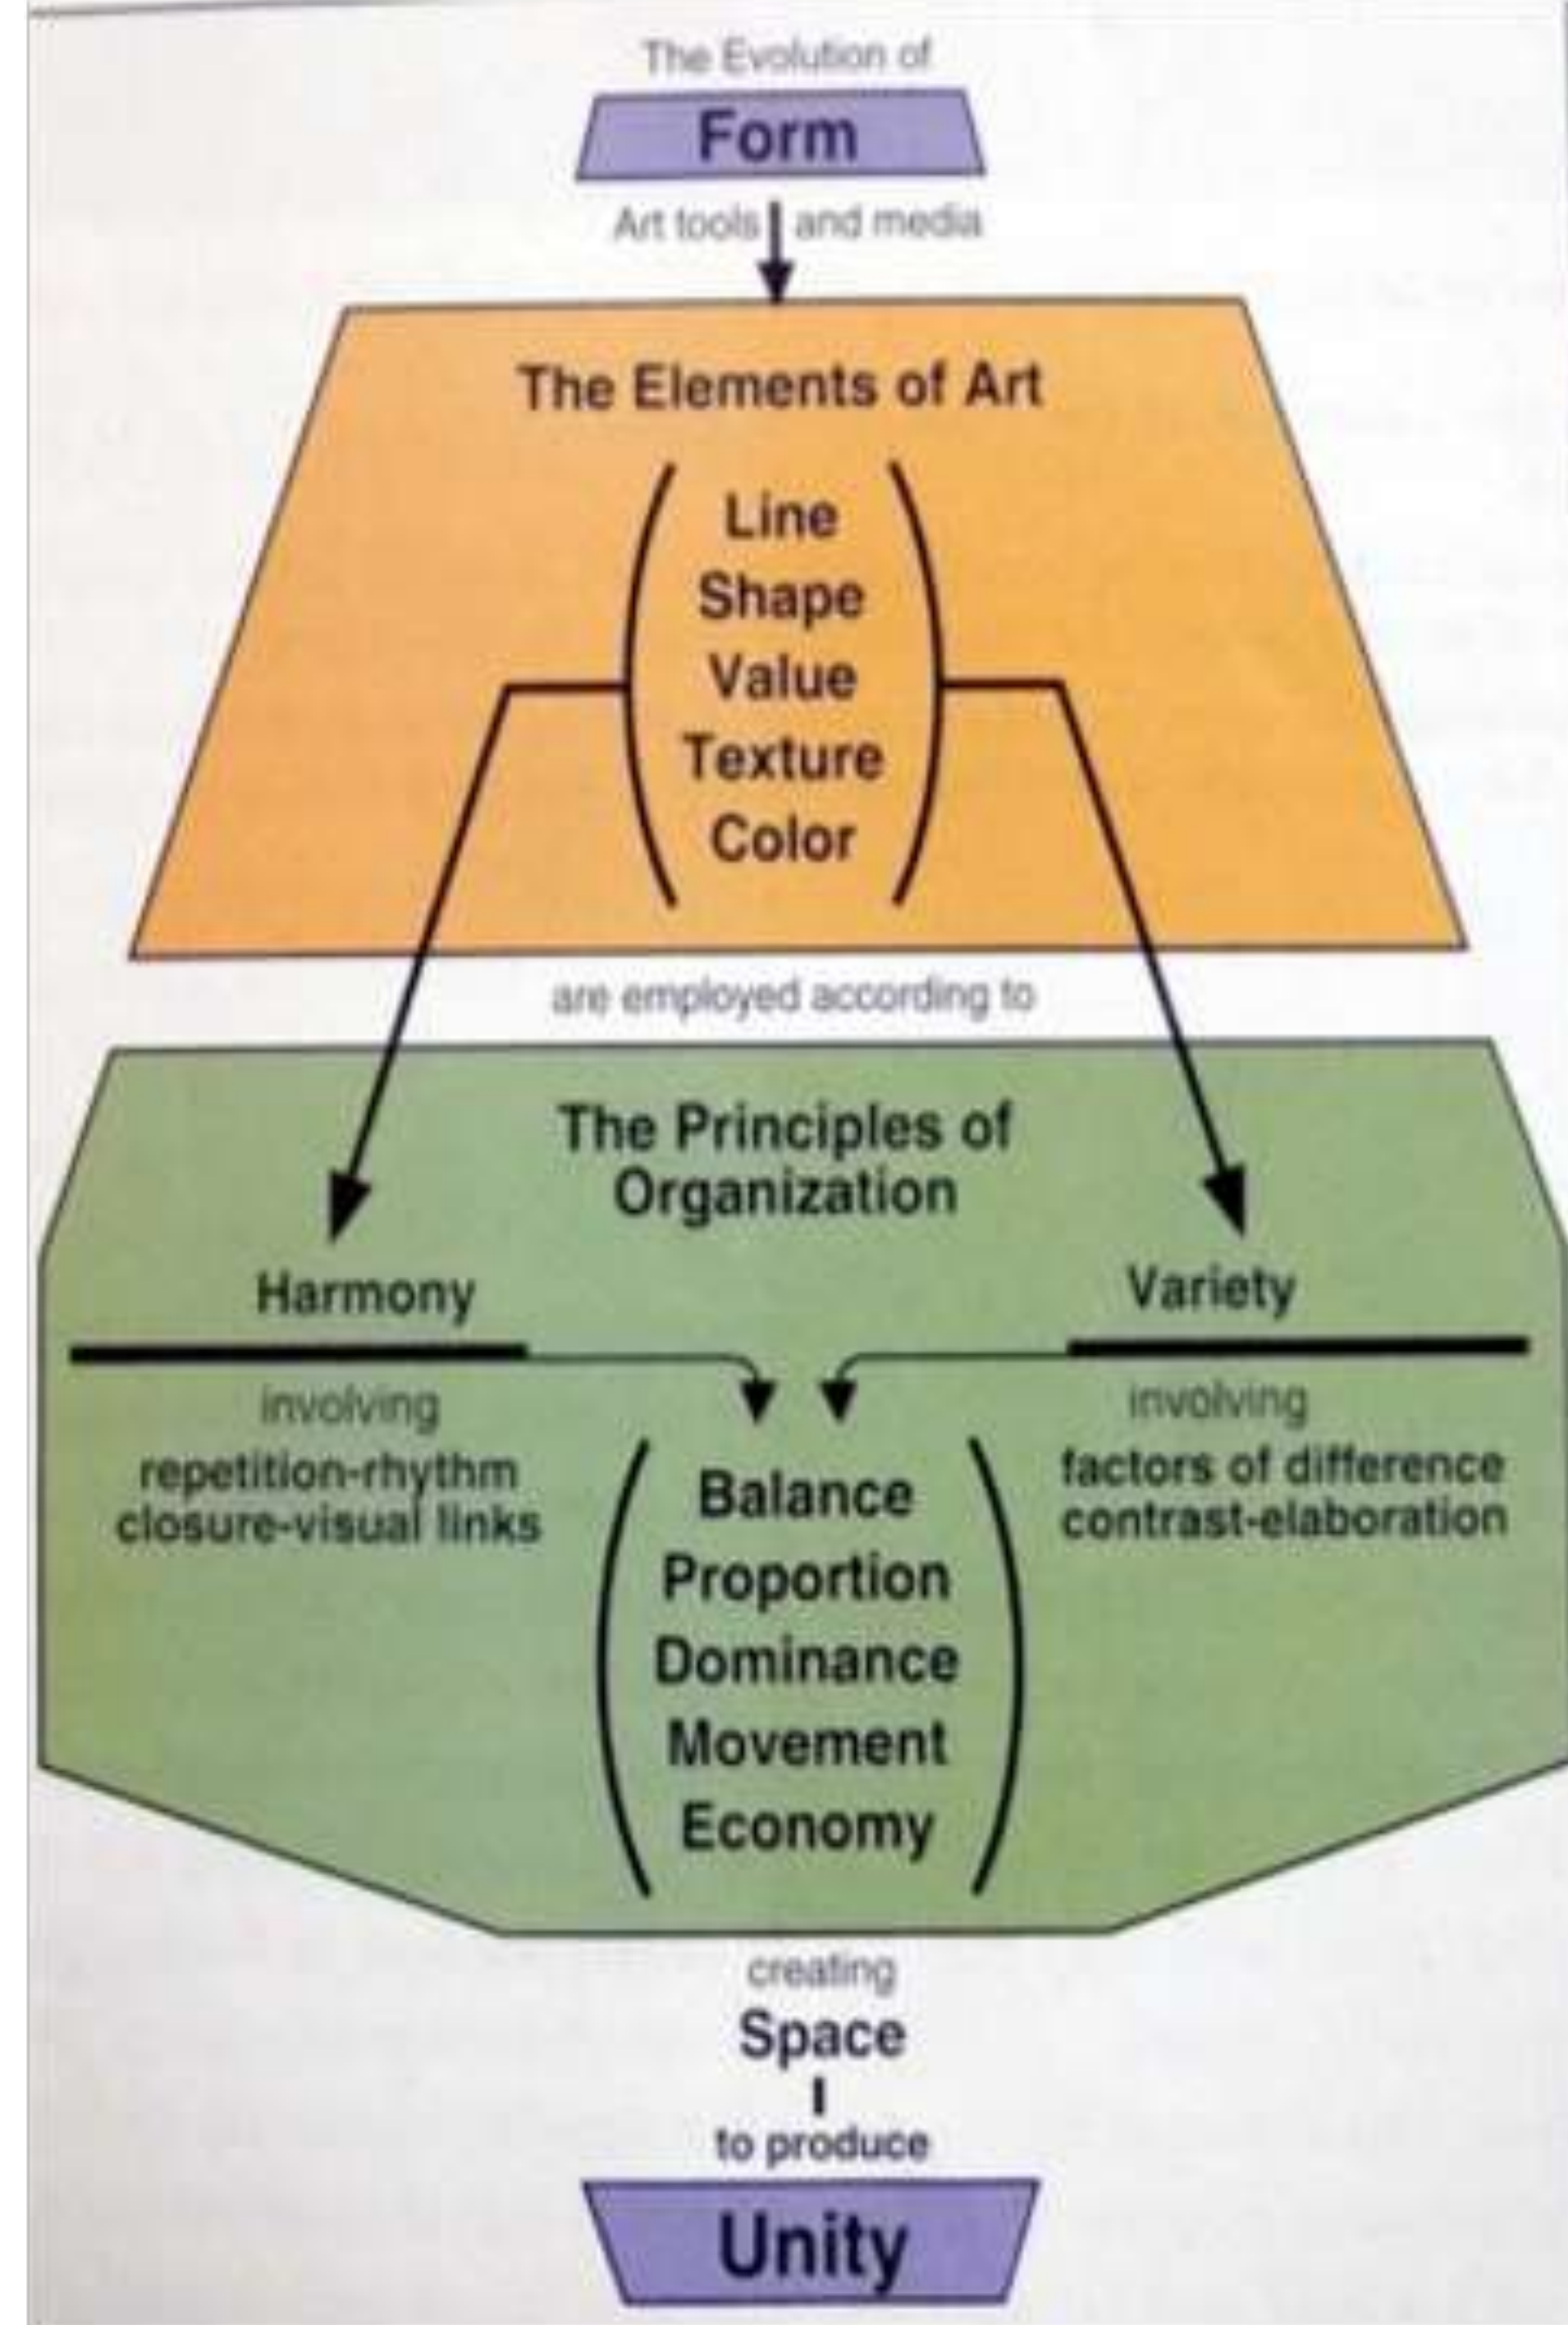 The Evolution of
Form
Art tools and media
The Elements of Art
Line
Shape
Value
Texture
Color
are employed according to
The Principles of
Organization
Harmony
Variety
involving
repetition-rhythm
closure-visual links
involving
factors of difference
contrast-elaboration
Balance
Proportion
Dominance
Movement
Economy
creating
Space
to produce
Unity